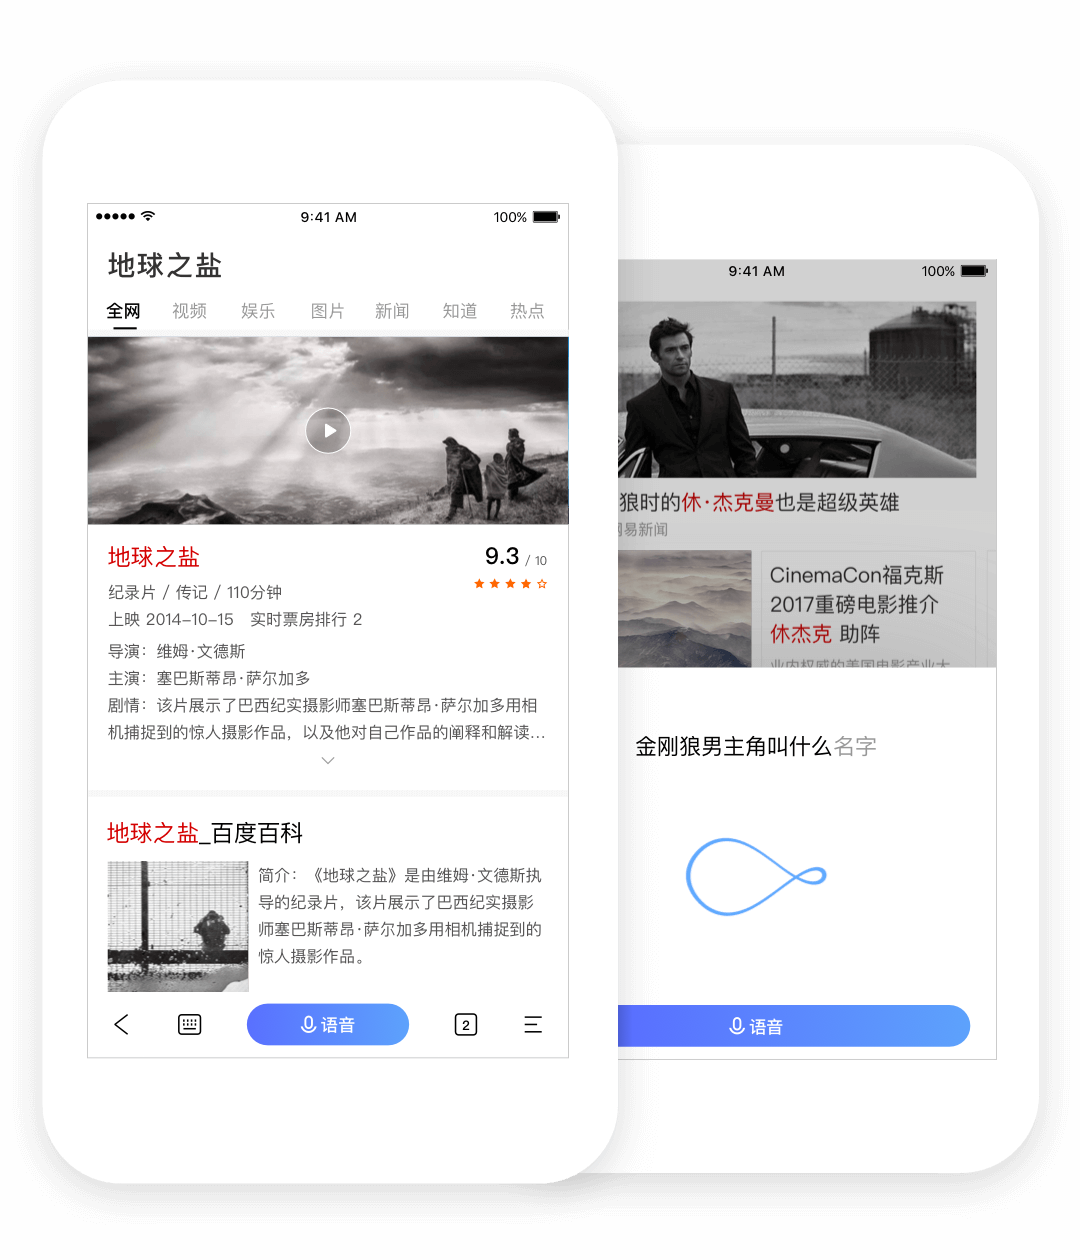 9:41 AM
100%
地球之盐
全网 视频 娱乐 图片 新闻 知道 热点
地球之盐
9.3 / 10
纪录片 / 传记 / 110分钟
上映 2014-10-15 实时票房排行 2
导演：维姆·文德斯
主演：塞巴斯蒂昂·萨尔加多
剧情：该片展示了巴西纪实摄影师塞巴斯蒂昂·萨尔加多用相
机捕捉到的惊人摄影作品，以及他对自己作品的阐释和解读...
地球之盐_百度百科
简介：《地球之盐》是由维姆·文德斯执
导的纪录片，该片展示了巴西纪实摄影
师塞巴斯蒂昂·萨尔加多用相机捕捉到的
惊人摄影作品。
语音
2
9:41 AM
100%
狼时的休·杰克曼也是超级英雄
易新闻
CinemaCon福克斯
2017重磅电影推介
休杰克 助阵
业内权威的美国电影产业大
金刚狼男主角叫什么名字
语音